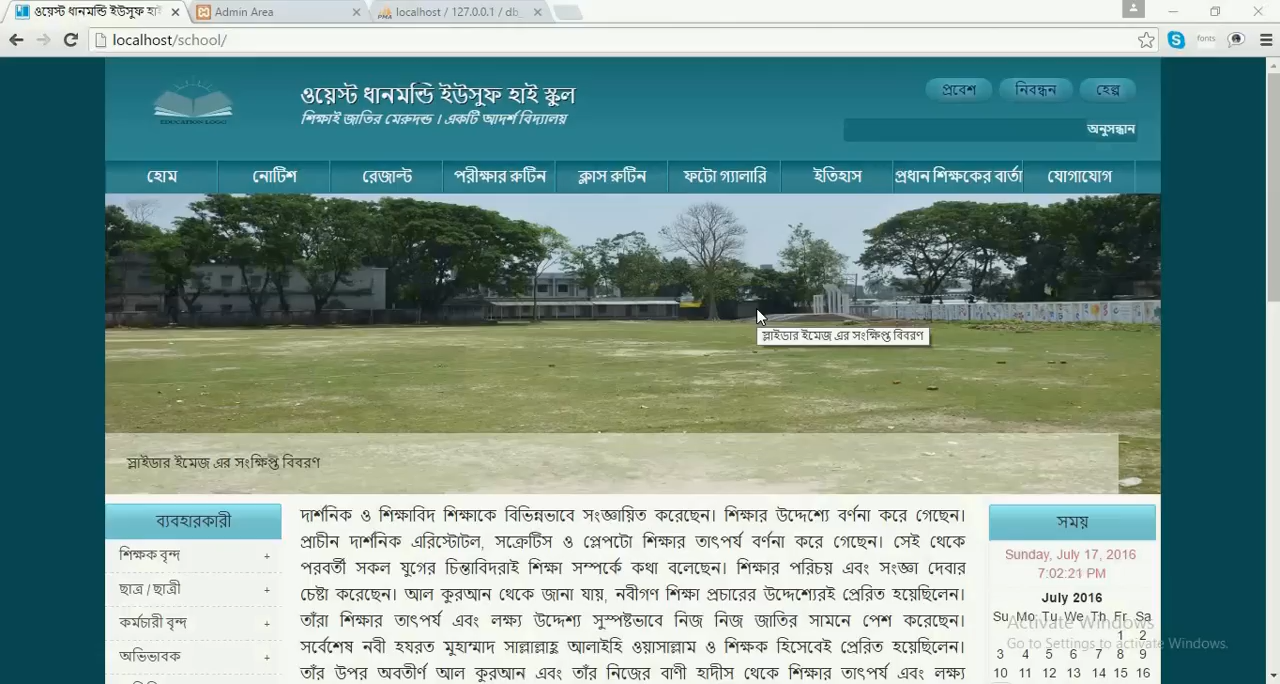 ওয়েস্ট ধানমন্ডি ইউসুফ হাই
Admin Area
localhost / 127.0.0.1 / db_
localhost/school/
fonts
EDUCATION LOGO
ওয়েস্ট ধানমন্ডি ইউসুফ হাই স্কুল
শিক্ষাই জাতির মেরুদন্ড । একটি আদর্শ বিদ্যালয়
প্রবেশ নিবন্ধন হেল্প
অনুসন্ধান
হোম নোটিশ রেজাল্ট পরীক্ষার রুটিন ক্লাস রুটিন ফটো গ্যালারি ইতিহাস প্রধান শিক্ষকের বার্তা যোগাযোগ
স্লাইডার ইমেজ এর সংক্ষিপ্ত বিবরণ
স্লাইডার ইমেজ এর সংক্ষিপ্ত বিবরণ
ব্যবহারকারী
শিক্ষক বৃন্দ +
ছাত্র / ছাত্রী +
কর্মচারী বৃন্দ +
অভিভাবক +
দার্শনিক ও শিক্ষাবিদ শিক্ষাকে বিভিন্নভাবে সংজ্ঞায়িত করেছেন। শিক্ষার উদ্দেশ্যে বর্ণনা করে গেছেন।
প্রাচীন দার্শনিক এরিস্টোটল, সক্রেটিস ও প্লেপটো শিক্ষার তাৎপর্য বর্ণনা করে গেছেন। সেই থেকে
পরবর্তী সকল যুগের চিন্তাবিদরাই শিক্ষা সম্পর্কে কথা বলেছেন। শিক্ষার পরিচয় এবং সংজ্ঞা দেবার
চেষ্টা করেছেন। আল কুরআন থেকে জানা যায়, নবীগণ শিক্ষা প্রচারের উদ্দেশ্যেরই প্রেরিত হয়েছিলেন।
তাঁরা শিক্ষার তাৎপর্য এবং লক্ষ্য উদ্দেশ্য সুস্পষ্টভাবে নিজ নিজ জাতির সামনে পেশ করেছেন।
সর্বশেষ নবী হযরত মুহাম্মাদ সাল্লাল্লাহু আলাইহি ওয়াসাল্লাম ও শিক্ষক হিসেবেই প্রেরিত হয়েছিলেন।
তাঁর উপর অবতীর্ণ আল কুরআন এবং তাঁর নিজের বাণী হাদীস থেকে শিক্ষার তাৎপর্য এবং লক্ষ্য
সময়
Sunday, July 17, 2016
7:02:21 PM
July 2016
Su Mo Tu We Th Fr Sa
1 2
3 4 5 6 7 8 9
10 11 12 13 14 15 16
Activate Windows
Go to Settings to activate Windows.